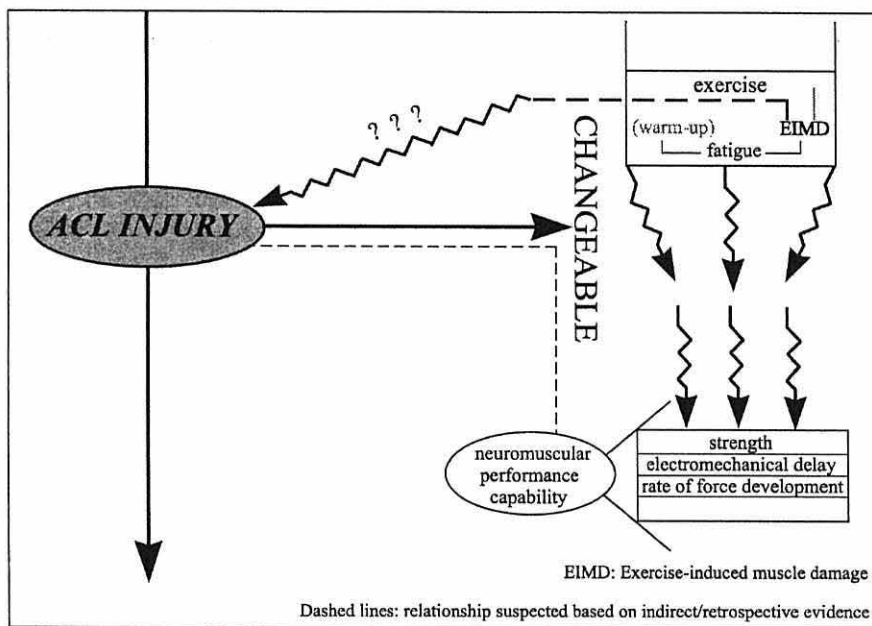 exercise
(warm-up) EIMD
fatigue
? ? ?
CHANGEABLE
ACL INJURY
neuromuscular
performance
capability
strength
electromechanical delay
rate of force development
EIMD: Exercise-induced muscle damage
Dashed lines: relationship suspected based on indirect/retrospective evidence